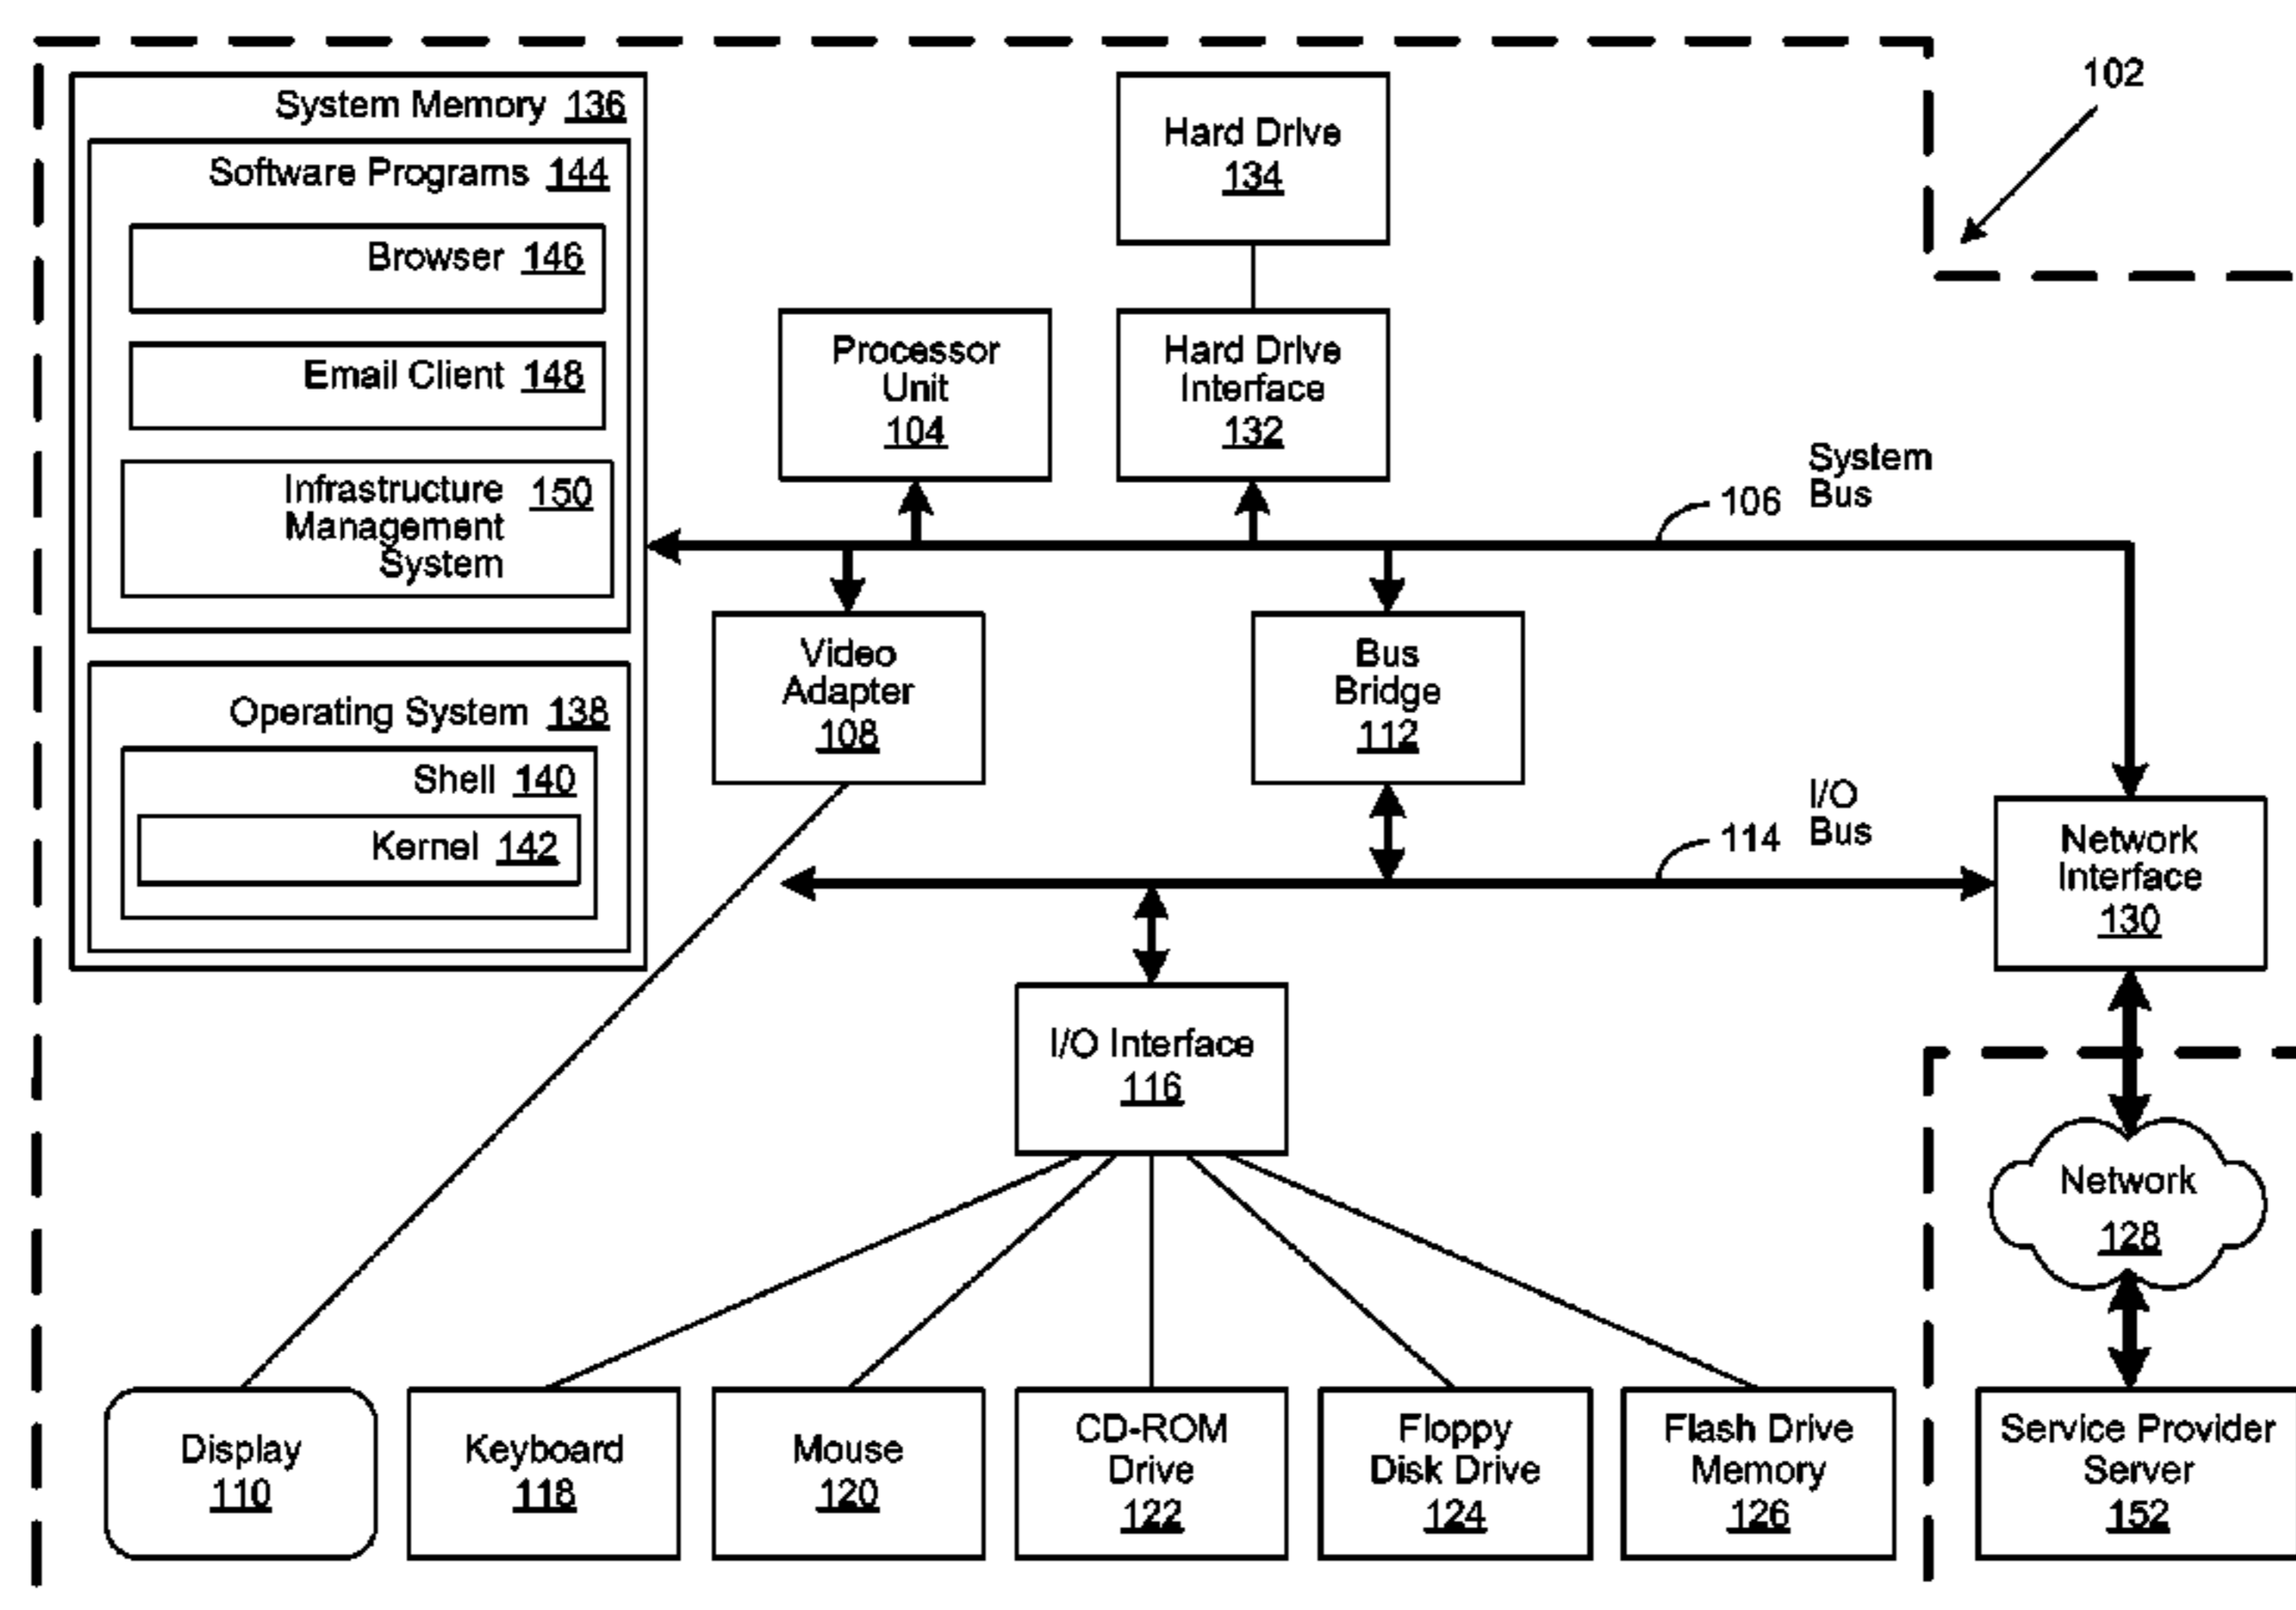 102
System Memory 136
Software Programs 144
Browser 146
Email Client 148
Infrastructure 150
Management
System
Operating System 138
Shell 140
Kernel 142
Hard Drive
134
Processor
Unit
104
Hard Drive
Interface
132
System
Bus
106
Video
Adapter
108
Bus
Bridge
112
I/O
Bus
114
Network
Interface
130
I/O Interface
116
Network
128
Display
110
Keyboard
118
Mouse
120
CD-ROM
Drive
122
Floppy
Disk Drive
124
Flash Drive
Memory
126
Service Provider
Server
152